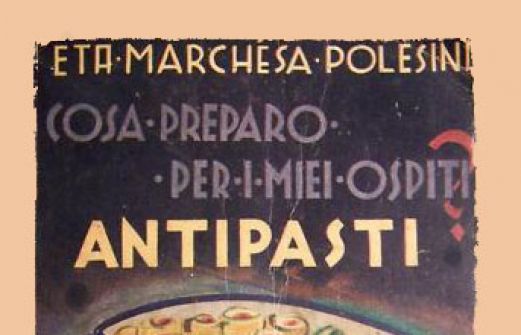 ETA·MARCHESA·POLESINI
COSA·PREPARO·
·PER·I·MIEI·OSPITI?
ANTIPASTI